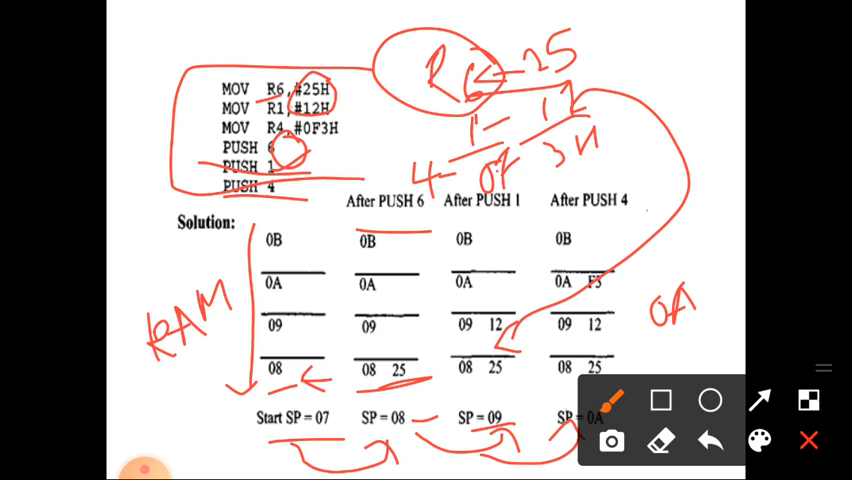 R6 ← 25
MOV R6,#25H
MOV R1,#12H
1 - 12
MOV R4,#0F3H
4 - 0F 3H
PUSH 6
PUSH 1
PUSH 4
After PUSH 6 After PUSH 1 After PUSH 4
Solution:
0B 0B 0B 0B
0A 0A 0A 0A F3
RAM
0A
09 09 09 12 09 12
08 08 25 08 25 08 25
Start SP = 07 SP = 08 SP = 09 SP = 0A